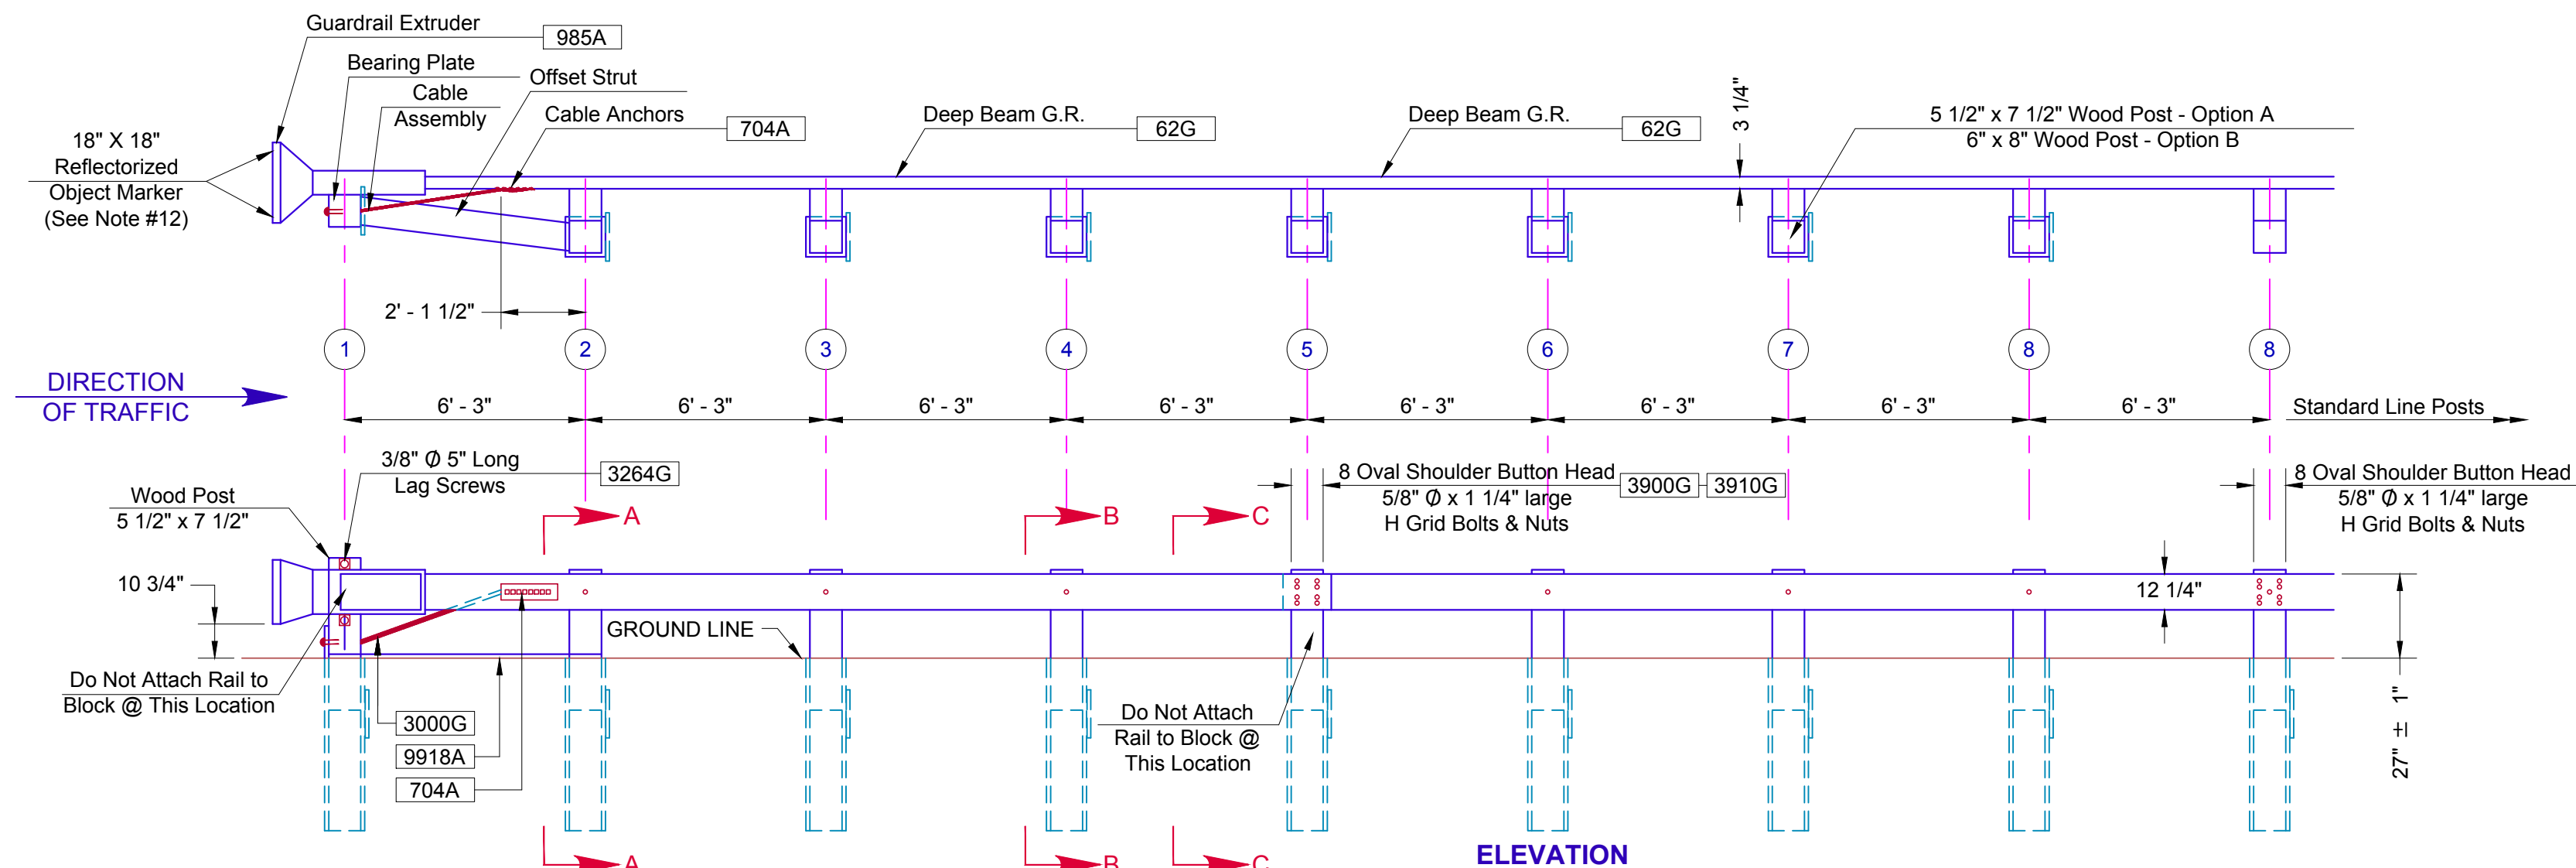 Guardrail Extruder
985A
Bearing Plate
Offset Strut
Cable
Assembly
Cable Anchors
704A
18" X 18"
Reflectorized
Object Marker
(See Note #12)
Deep Beam G.R.
62G
Deep Beam G.R.
62G
3 1/4"
5 1/2" x 7 1/2" Wood Post - Option A
6" x 8" Wood Post - Option B
2' - 1 1/2"
1
2
3
4
5
6
7
8
8
DIRECTION
OF TRAFFIC
6' - 3"
6' - 3"
6' - 3"
6' - 3"
6' - 3"
6' - 3"
6' - 3"
6' - 3"
Standard Line Posts
3/8" Ø 5" Long
Lag Screws
3264G
Wood Post
5 1/2" x 7 1/2"
8 Oval Shoulder Button Head
5/8" Ø x 1 1/4" large
H Grid Bolts & Nuts
3900G
3910G
8 Oval Shoulder Button Head
5/8" Ø x 1 1/4" large
H Grid Bolts & Nuts
A
B
C
10 3/4"
12 1/4"
GROUND LINE
Do Not Attach Rail to
Block @ This Location
3000G
9918A
704A
Do Not Attach
Rail to Block @
This Location
27" ± 1"
A
B
C
ELEVATION